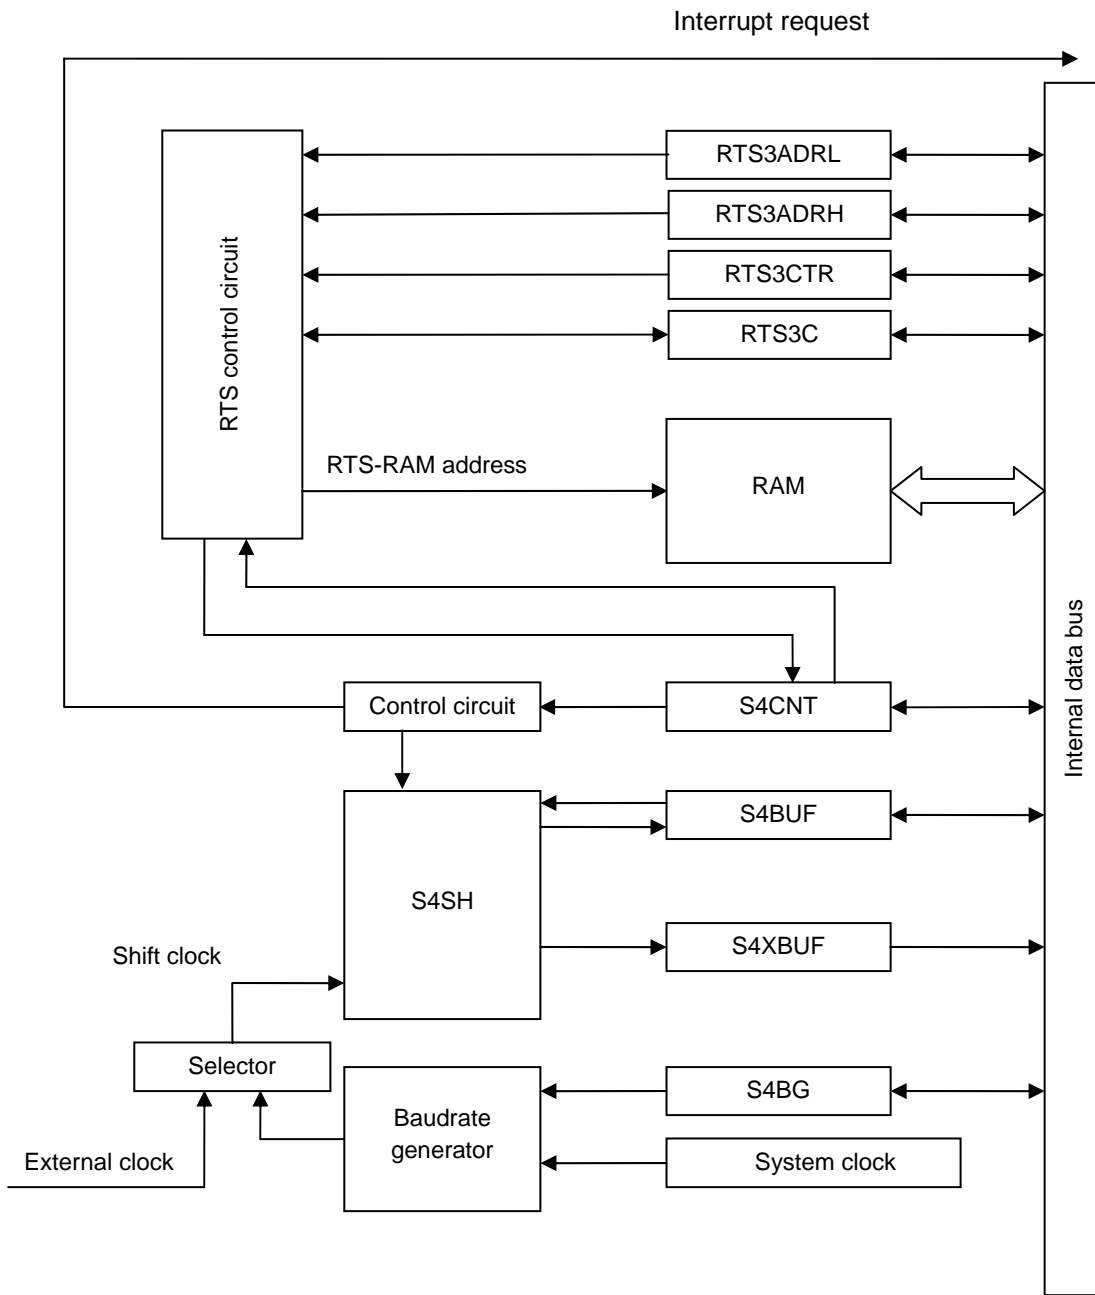 Interrupt request
RTS3ADRL
RTS3ADRH
RTS3CTR
RTS3C
RTS control circuit
RTS-RAM address
RAM
Internal data bus
Control circuit
S4CNT
S4BUF
S4SH
S4XBUF
Shift clock
Selector
S4BG
Baudrate
generator
External clock
System clock